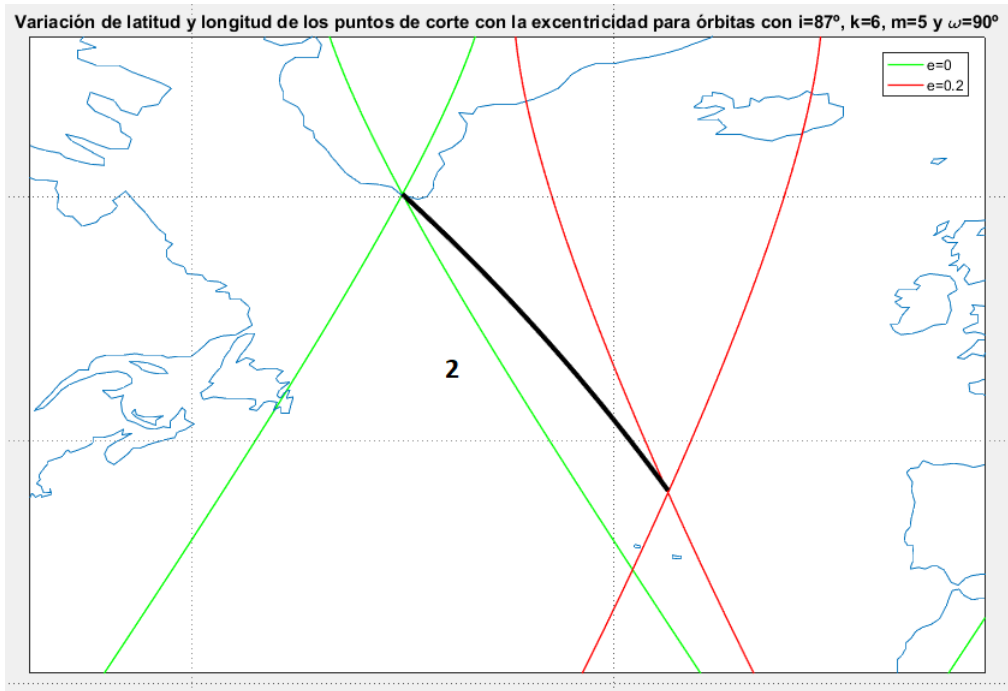 Variación de latitud y longitud de los puntos de corte con la excentricidad para órbitas con i=87º, k=6, m=5 y ω=90º
e=0
e=0.2
2